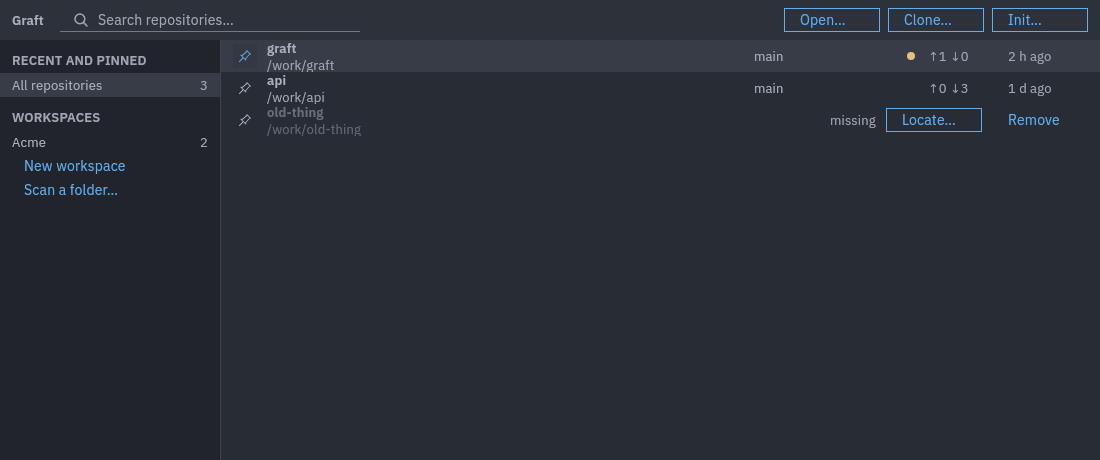 Graft
Search repositories...
Open...
Clone...
Init...
RECENT AND PINNED
All repositories 3
WORKSPACES
Acme 2
New workspace
Scan a folder...
graft
/work/graft
main ↑1 ↓0 2 h ago
api
/work/api
main ↑0 ↓3 1 d ago
old-thing
/work/old-thing
missing Locate... Remove